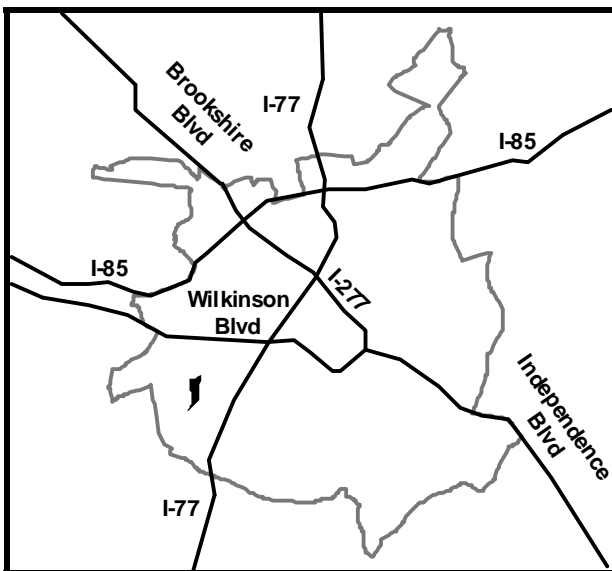 Brookshire
Blvd
I-77
I-85
I-85
Wilkinson
Blvd
I-277
Independence
Blvd
I-77